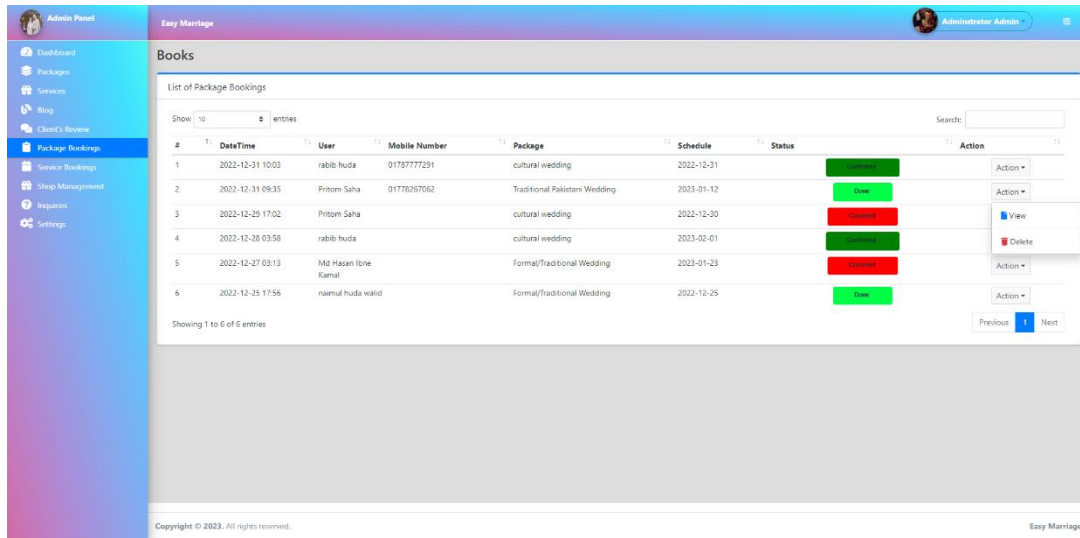 Admin Panel
Easy Marriage
Adminstrator Admin
Dashboard
Packages
Services
Blog
Client's Review
Package Bookings
Service Bookings
Shop Management
Inquiries
Settings
Books
List of Package Bookings
Show 10 entries
Search:
# DateTime User Mobile Number Package Schedule Status Action
1 2022-12-31 10:03 rabib huda 01787777291 cultural wedding 2022-12-31 Confirmed Action
2 2022-12-31 09:35 Pritom Saha 01778267062 Traditional Pakistani Wedding 2023-01-12 Done Action
3 2022-12-29 17:02 Pritom Saha cultural wedding 2022-12-30 Cancelled
View
4 2022-12-28 03:58 rabib huda cultural wedding 2023-02-01 Confirmed
Delete
5 2022-12-27 03:13 Md Hasan Ibne Kamal Formal/Traditional Wedding 2023-01-23 Cancelled Action
6 2022-12-25 17:56 naimul huda walid Formal/Traditional Wedding 2022-12-25 Done Action
Showing 1 to 6 of 6 entries
Previous 1 Next
Copyright © 2023. All rights reserved.
Easy Marriage